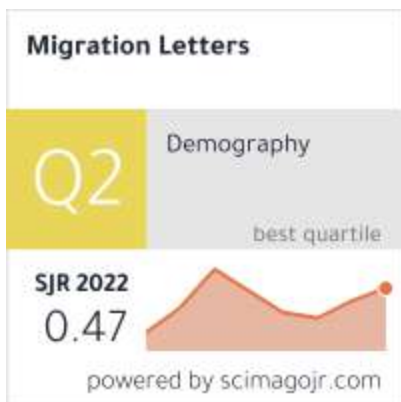 Migration Letters
Q2
Demography
best quartile
SJR 2022
0.47
powered by scimagojr.com